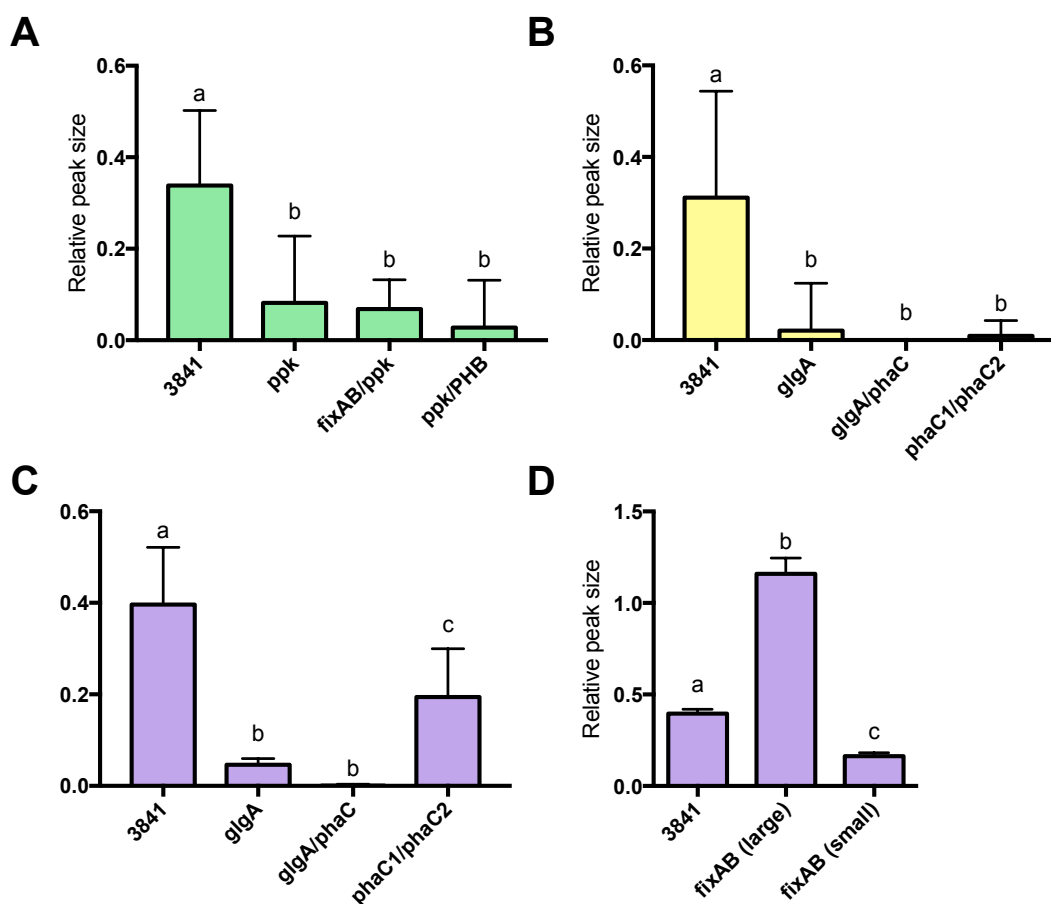 A
Relative peak size
0.6
0.4
0.2
0.0
a
b
b
b
3841
ppk
fixAB/ppk
ppk/PHB
B
Relative peak size
0.6
0.4
0.2
0.0
a
b
b
b
3841
glgA
glgA/phaC
phaC1/phaC2
C
0.6
0.4
0.2
0.0
a
b
b
c
3841
glgA
glgA/phaC
phaC1/phaC2
D
Relative peak size
1.5
1.0
0.5
0.0
a
b
c
3841
fixAB (large)
fixAB (small)